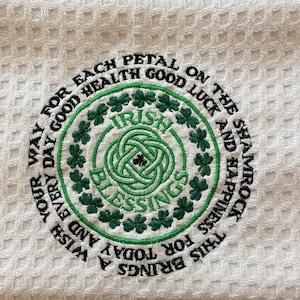 FOR EACH PETAL ON THE SHAMROCK THIS BRINGS A WISH YOUR WAY
GOOD HEALTH GOOD LUCK AND HAPPINESS FOR TODAY AND EVERY DAY
IRISH
BLESSINGS